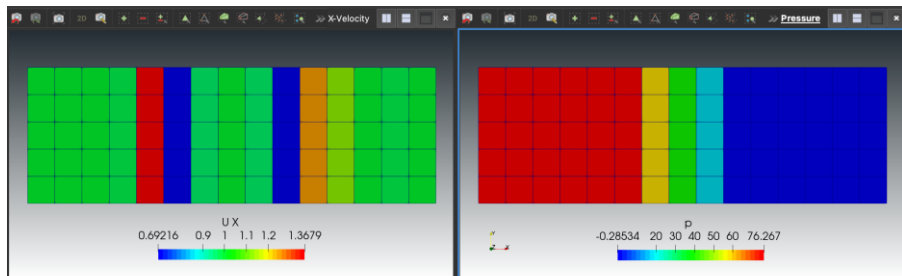 2D X-Velocity
2D Pressure
U X
0.69216 0.9 1 1.1 1.2 1.3679
p
-0.28534 20 30 40 50 60 76.267
Y
Z X